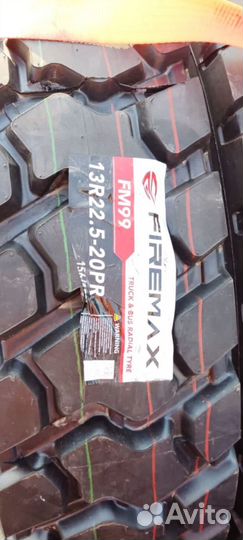 FIREMAX
TRUCK & BUS RADIAL TYRE
FM99
13R22.5-20PR
WARNING
Avito